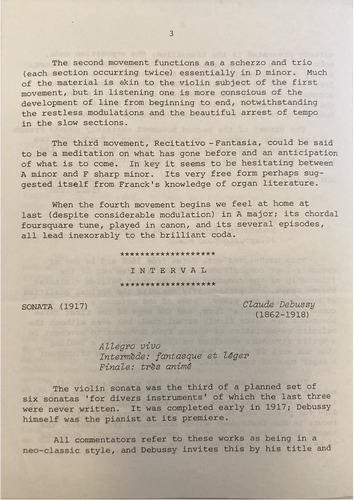 3
The second movement functions as a scherzo and trio
(each section occurring twice) essentially in D minor. Much
of the material is akin to the violin subject of the first
movement, but in listening one is more conscious of the
development of line from beginning to end, notwithstanding
the restless modulations and the beautiful arrest of tempo
in the slow sections.
The third movement, Recitativo-Fantasia, could be said
to be a meditation on what has gone before and an anticipation
of what is to come. In key it seems to be hesitating between
A minor and F sharp minor. Its very free form perhaps sug-
gested itself from Franck's knowledge of organ literature.
When the fourth movement begins we feel at home at
last (despite considerable modulation) in A major; its chordal
foursquare tune, played in canon, and its several episodes,
all lead inexorably to the brilliant coda.
******************
I N T E R V A L
******************
SONATA (1917) Claude Debussy
(1862-1918)
Allegro vivo
Intermède: fantasque et léger
Finale: très animé
The violin sonata was the third of a planned set of
six sonatas 'for divers instruments' of which the last three
were never written. It was completed early in 1917; Debussy
himself was the pianist at its premiere.
All commentators refer to these works as being in a
neo-classic style, and Debussy invites this by his title and